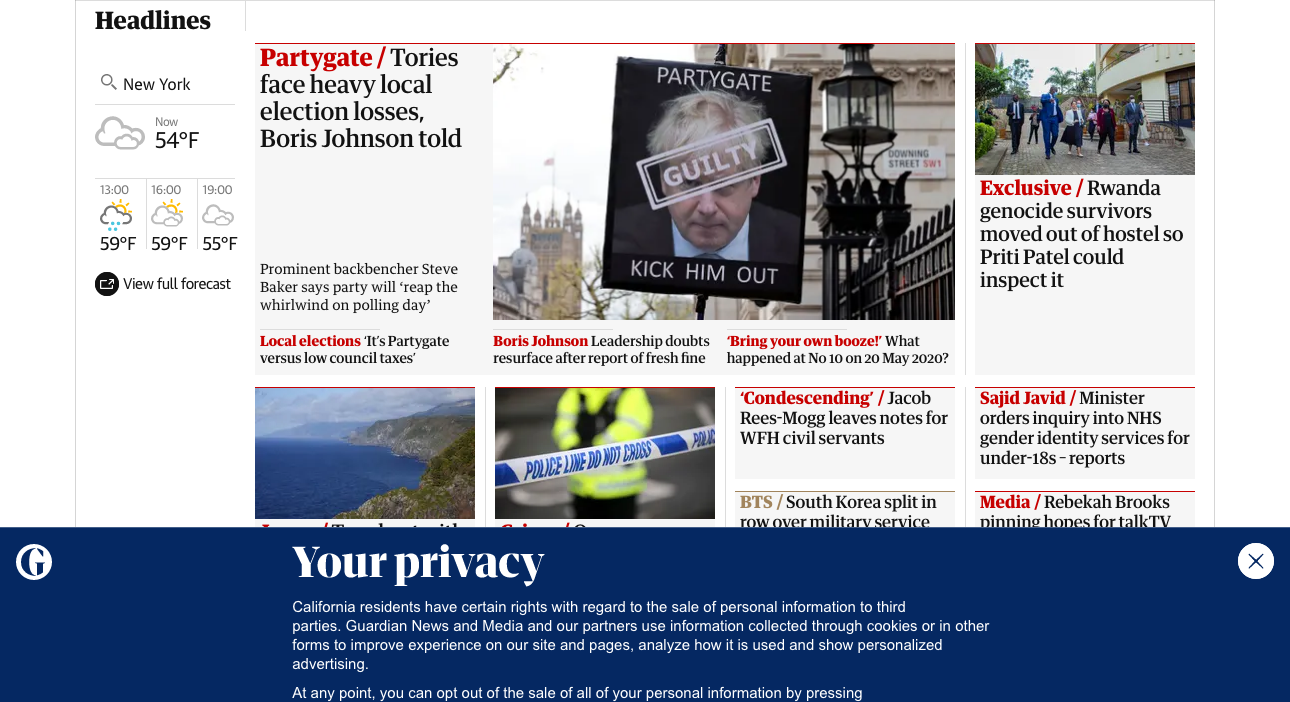 Headlines
New York
Now
54°F
13:00
16:00
19:00
59°F
59°F
55°F
View full forecast
Partygate / Tories
face heavy local
election losses,
Boris Johnson told
Prominent backbencher Steve
Baker says party will ‘reap the
whirlwind on polling day’
PARTYGATE
GUILTY
KICK HIM OUT
DOWNING
STREET SW1
Local elections ‘It’s Partygate
versus low council taxes’
Boris Johnson Leadership doubts
resurface after report of fresh fine
‘Bring your own booze!’ What
happened at No 10 on 20 May 2020?
Exclusive / Rwanda
genocide survivors
moved out of hostel so
Priti Patel could
inspect it
POLICE LINE DO NOT CROSS
POLIC
‘Condescending’ / Jacob
Rees-Mogg leaves notes for
WFH civil servants
BTS / South Korea split in
row over military service
Sajid Javid / Minister
orders inquiry into NHS
gender identity services for
under-18s – reports
Media / Rebekah Brooks
pinning hopes for talkTV
G
Your privacy
California residents have certain rights with regard to the sale of personal information to third
parties. Guardian News and Media and our partners use information collected through cookies or in other
forms to improve experience on our site and pages, analyze how it is used and show personalized
advertising.
At any point, you can opt out of the sale of all of your personal information by pressing